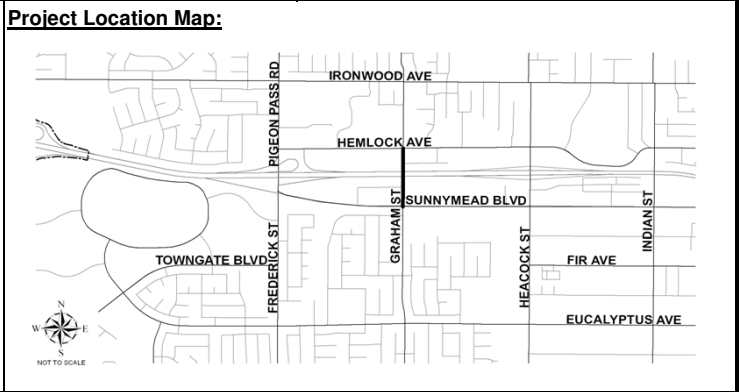 Project Location Map:
IRONWOOD AVE
PIGEON PASS RD
HEMLOCK AVE
GRAHAM ST
SUNNYMEAD BLVD
INDIAN ST
FREDERICK ST
TOWNGATE BLVD
HEACOCK ST
FIR AVE
EUCALYPTUS AVE
N
W
E
S
NOT TO SCALE